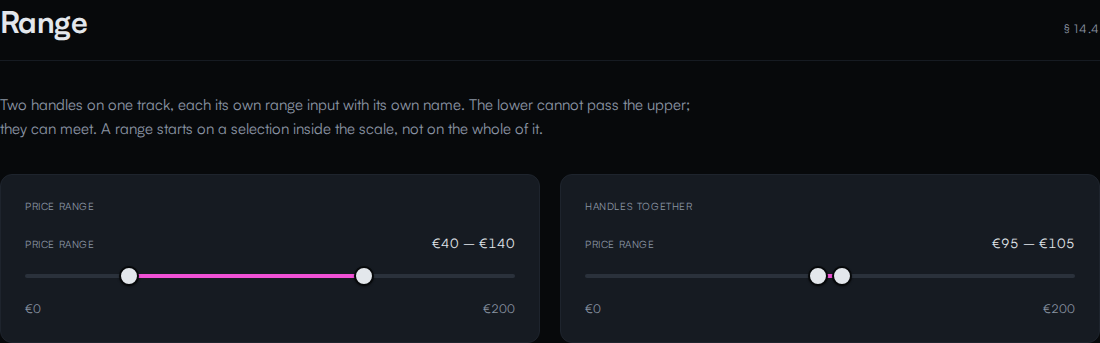 Range
§ 14.4
Two handles on one track, each its own range input with its own name. The lower cannot pass the upper;
they can meet. A range starts on a selection inside the scale, not on the whole of it.
PRICE RANGE
PRICE RANGE
€40 — €140
€0
€200
HANDLES TOGETHER
PRICE RANGE
€95 — €105
€0
€200